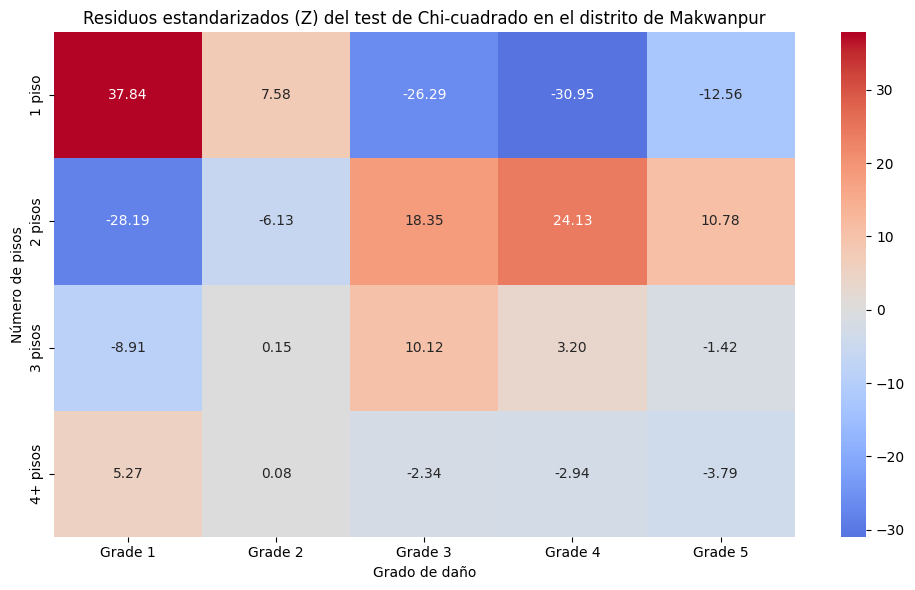 Residuos estandarizados (Z) del test de Chi-cuadrado en el distrito de Makwanpur
Número de pisos
1 piso
37.84 7.58 -26.29 -30.95 -12.56
2 pisos
-28.19 -6.13 18.35 24.13 10.78
3 pisos
-8.91 0.15 10.12 3.20 -1.42
4+ pisos
5.27 0.08 -2.34 -2.94 -3.79
Grade 1 Grade 2 Grade 3 Grade 4 Grade 5
Grado de daño
30
20
10
0
−10
−20
−30